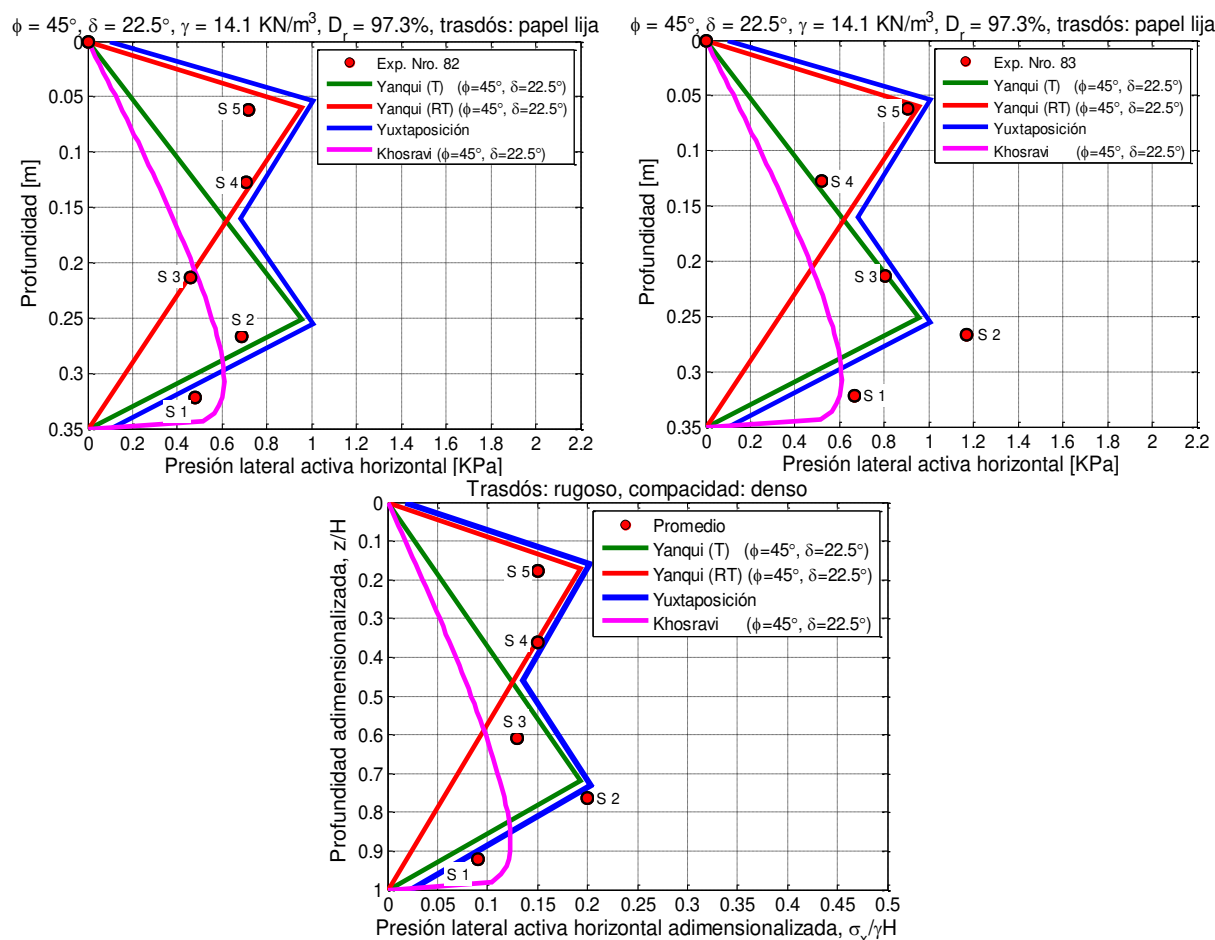 ϕ = 45°, δ = 22.5°, γ = 14.1 KN/m³, Dr = 97.3%, trasdós: papel lija
Exp. Nro. 82
Yanqui (T) (ϕ=45°, δ=22.5°)
Yanqui (RT) (ϕ=45°, δ=22.5°)
Yuxtaposición
Khosravi (ϕ=45°, δ=22.5°)
S 5
S 4
S 3
S 2
S 1
0
0.05
0.1
0.15
0.2
0.25
0.3
0.35
Profundidad [m]
0 0.2 0.4 0.6 0.8 1 1.2 1.4 1.6 1.8 2 2.2
Presión lateral activa horizontal [KPa]
ϕ = 45°, δ = 22.5°, γ = 14.1 KN/m³, Dr = 97.3%, trasdós: papel lija
Exp. Nro. 83
Yanqui (T) (ϕ=45°, δ=22.5°)
Yanqui (RT) (ϕ=45°, δ=22.5°)
Yuxtaposición
Khosravi (ϕ=45°, δ=22.5°)
S 5
S 4
S 3
S 2
S 1
0
0.05
0.1
0.15
0.2
0.25
0.3
0.35
Profundidad [m]
0 0.2 0.4 0.6 0.8 1 1.2 1.4 1.6 1.8 2 2.2
Presión lateral activa horizontal [KPa]
Trasdós: rugoso, compacidad: denso
Promedio
Yanqui (T) (ϕ=45°, δ=22.5°)
Yanqui (RT) (ϕ=45°, δ=22.5°)
Yuxtaposición
Khosravi (ϕ=45°, δ=22.5°)
S 5
S 4
S 3
S 2
S 1
0
0.1
0.2
0.3
0.4
0.5
0.6
0.7
0.8
0.9
1
Profundidad adimensionalizada, z/H
0 0.05 0.1 0.15 0.2 0.25 0.3 0.35 0.4 0.45 0.5
Presión lateral activa horizontal adimensionalizada, σx/γH